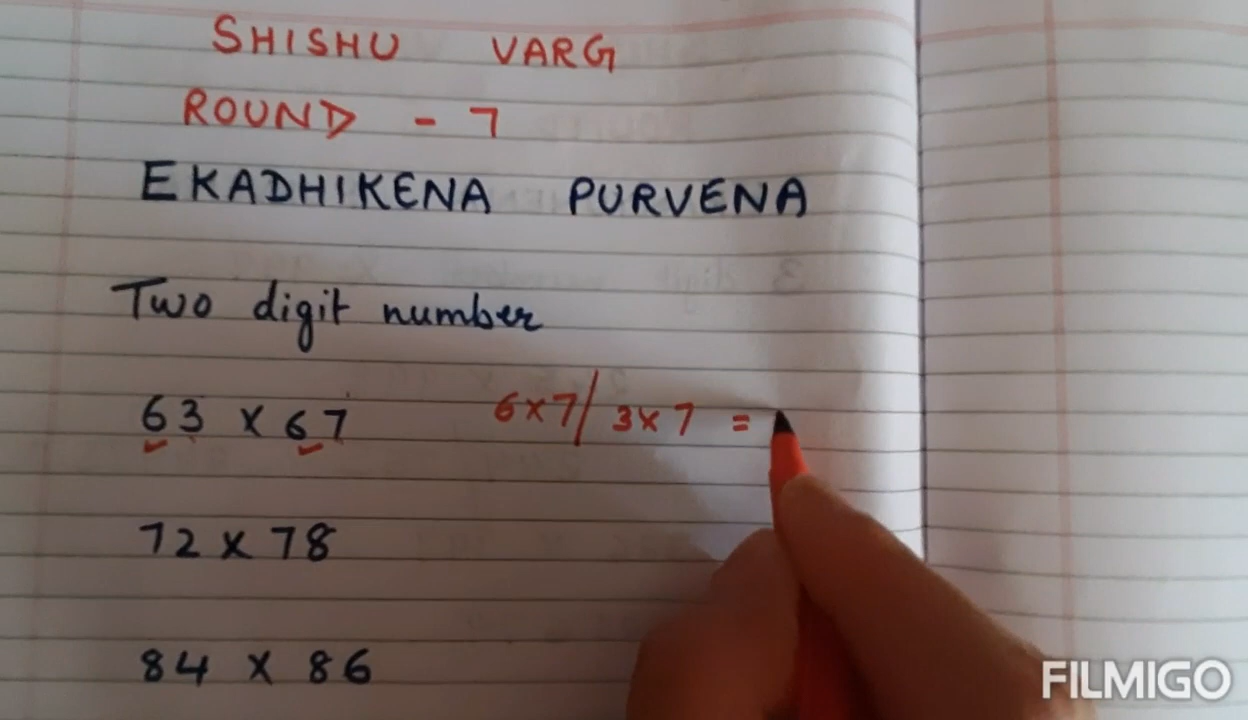 SHISHU VARG
ROUND - 7
EKADHIKENA PURVENA
Two digit number
63 x 67 6x7/ 3x7 =
72 x 78
84 x 86
FILMIGO